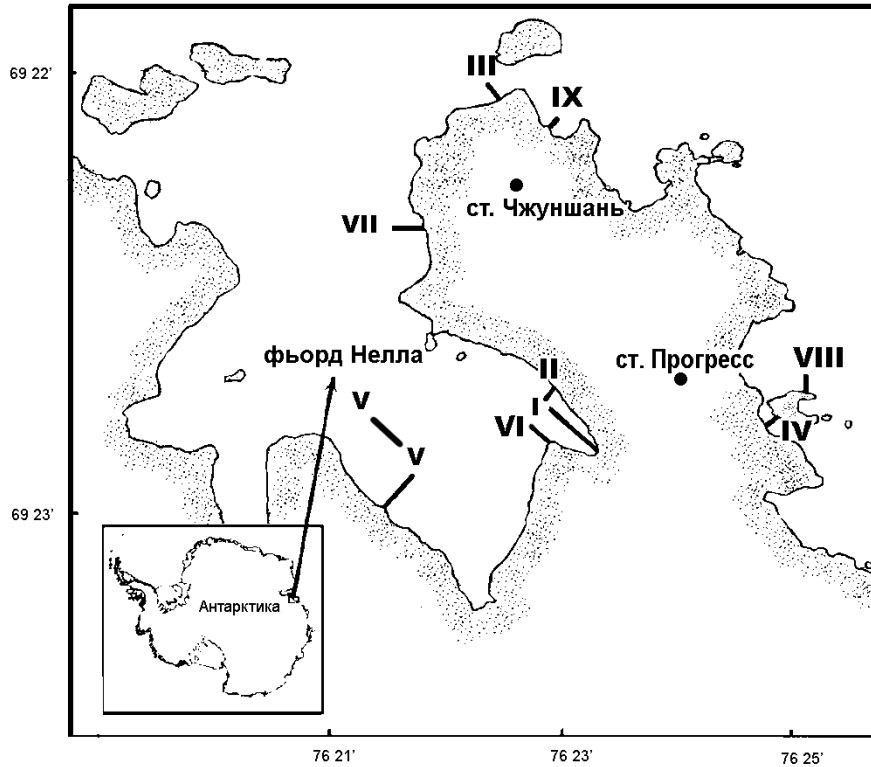 69 22'
III
IX
ст. Чжуншань
VII
фьорд Нелла
ст. Прогресс
VIII
II
V
I
VI
IV
V
69 23'
Антарктика
76 21'
76 23'
76 25'